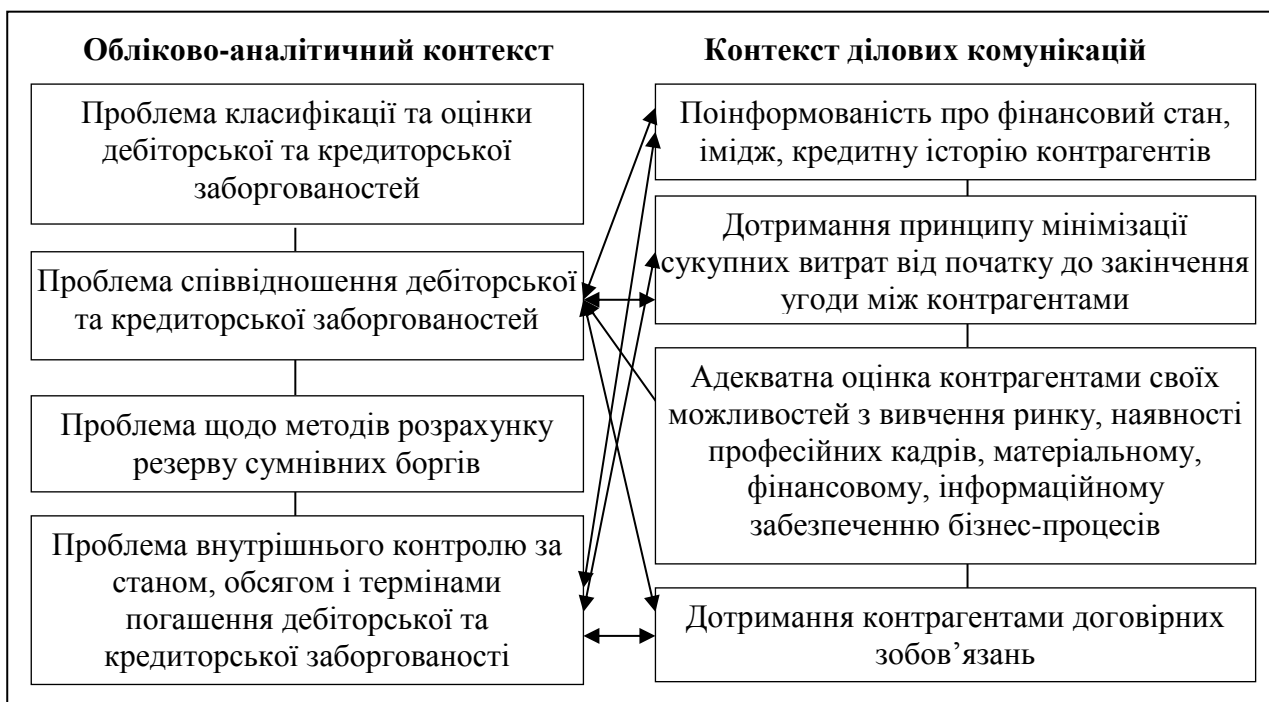 Обліково-аналітичний контекст
Проблема класифікації та оцінки
дебіторської та кредиторської
заборгованостей
Проблема співвідношення дебіторської
та кредиторської заборгованостей
Проблема щодо методів розрахунку
резерву сумнівних боргів
Проблема внутрішнього контролю за
станом, обсягом і термінами
погашення дебіторської та
кредиторської заборгованості
Контекст ділових комунікацій
Поінформованість про фінансовий стан,
імідж, кредитну історію контрагентів
Дотримання принципу мінімізації
сукупних витрат від початку до закінчення
угоди між контрагентами
Адекватна оцінка контрагентами своїх
можливостей з вивчення ринку, наявності
професійних кадрів, матеріальному,
фінансовому, інформаційному
забезпеченню бізнес-процесів
Дотримання контрагентами договірних
зобов’язань